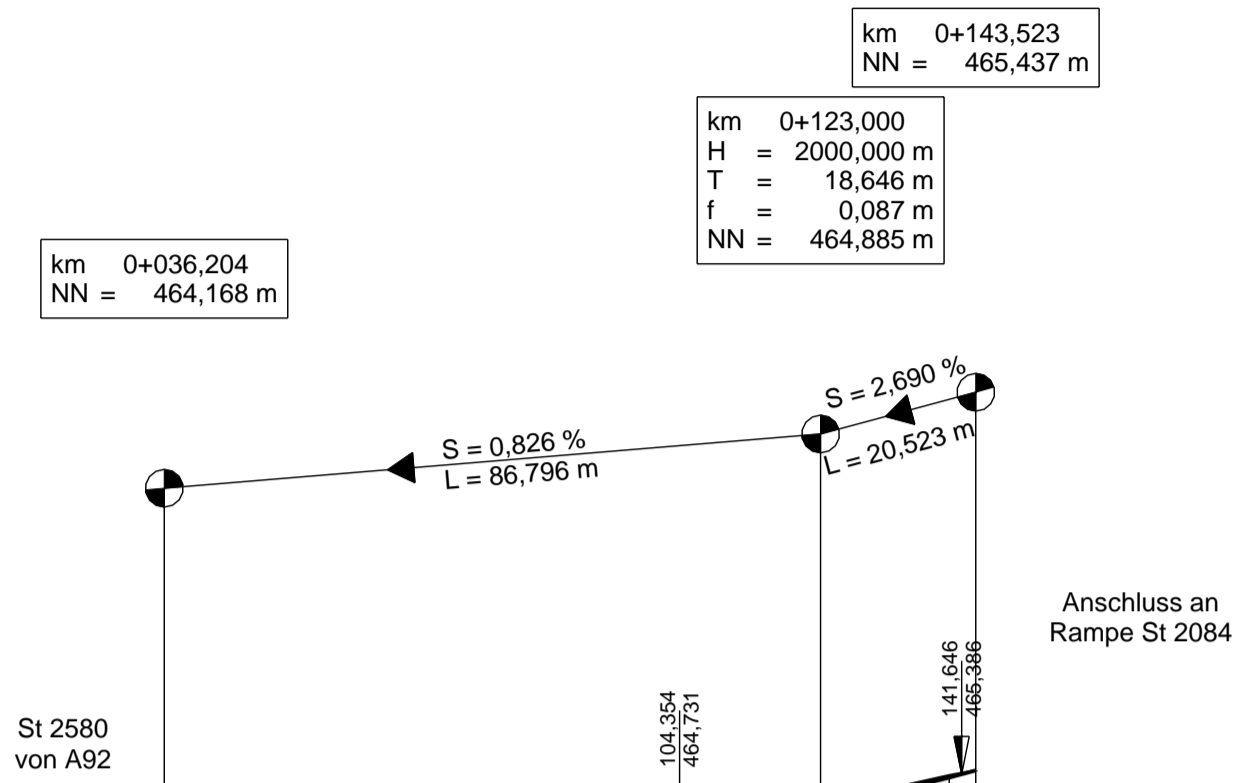 km 0+143,523
NN = 465,437 m
km 0+123,000
H = 2000,000 m
T = 18,646 m
f = 0,087 m
NN = 464,885 m
km 0+036,204
NN = 464,168 m
S = 2,690 %
L = 20,523 m
S = 0,826 %
L = 86,796 m
Anschluss an
Rampe St 2084
141,646
465,386
104,354
464,731
St 2580
von A92